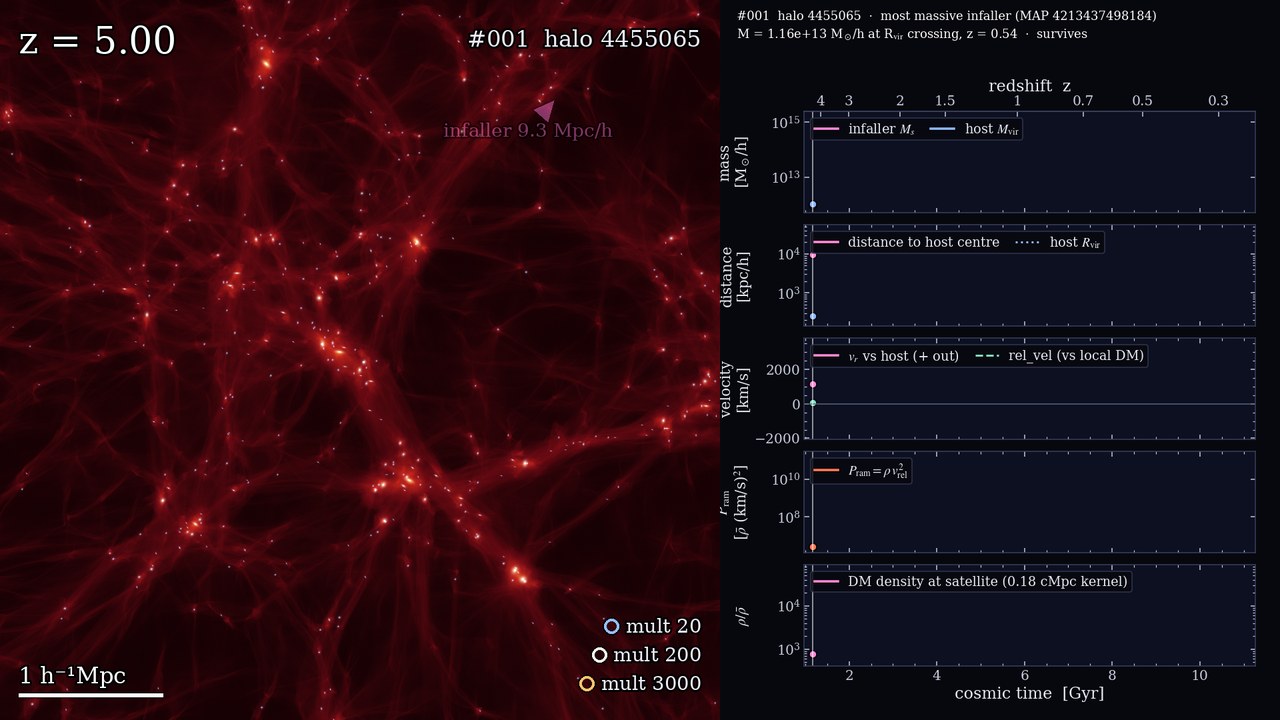 z = 5.00
#001 halo 4455065
infaller 9.3 Mpc/h
mult 20
mult 200
mult 3000
1 h⁻¹Mpc
#001 halo 4455065 · most massive infaller (MAP 4213437498184)
M = 1.16e+13 M☉/h at Rvir crossing, z = 0.54 · survives
redshift z
4 3 2 1.5 1 0.7 0.5 0.3
mass
[M☉/h]
10¹⁵
10¹³
infaller Ms host Mvir
distance
[kpc/h]
10⁴
10³
distance to host centre host Rvir
velocity
[km/s]
2000
0
−2000
vr vs host (+ out) rel_vel (vs local DM)
Pram
[ρ̄ (km/s)²]
10¹⁰
10⁸
Pram = ρ v²rel
ρ/ρ̄
10⁴
10³
DM density at satellite (0.18 cMpc kernel)
2 4 6 8 10
cosmic time [Gyr]